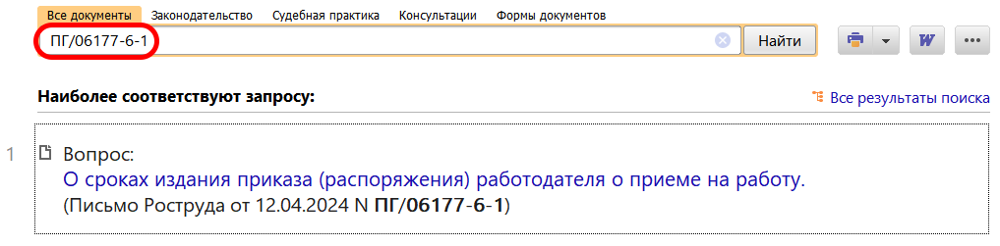 Все документы Законодательство Судебная практика Консультации Формы документов
ПГ/06177-6-1 Найти W
Наиболее соответствуют запросу: Все результаты поиска
1 Вопрос:
О сроках издания приказа (распоряжения) работодателя о приеме на работу.
(Письмо Роструда от 12.04.2024 N ПГ/06177-6-1)